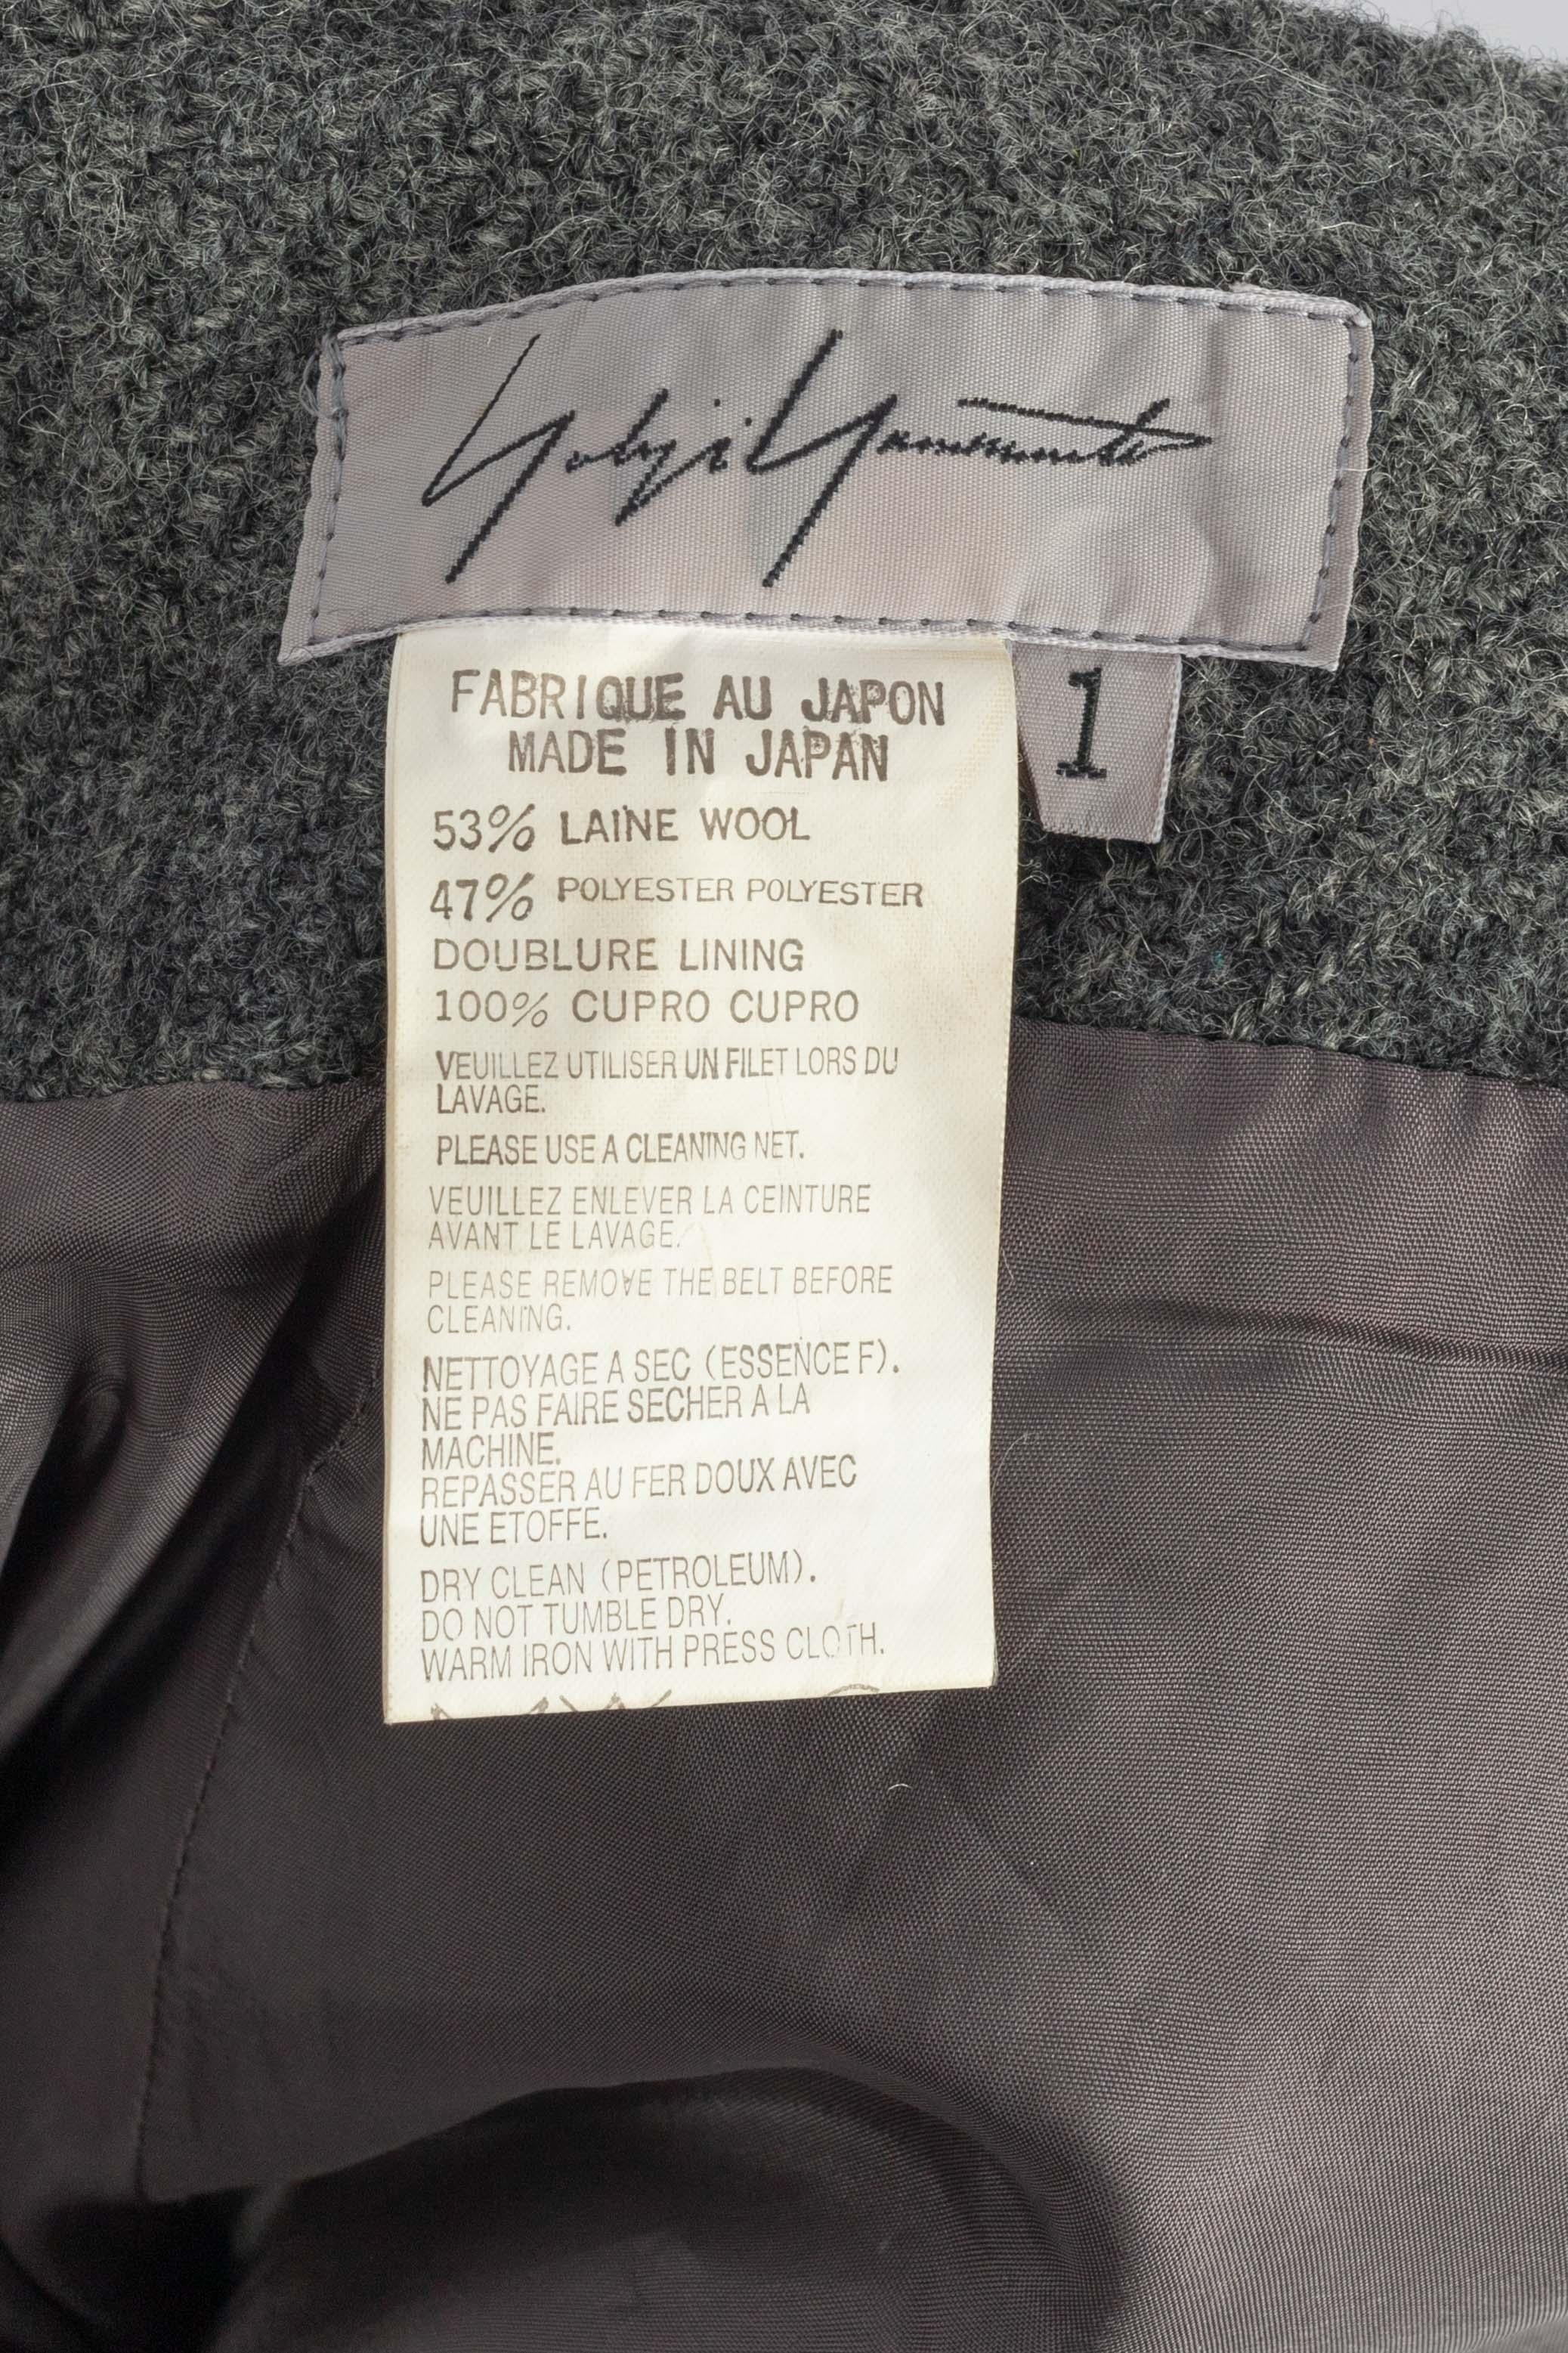 Yohji Yamamoto
1
FABRIQUE AU JAPON
MADE IN JAPAN
53% LAINE WOOL
47% POLYESTER POLYESTER
DOUBLURE LINING
100% CUPRO CUPRO
VEUILLEZ UTILISER UN FILET LORS DU
LAVAGE.
PLEASE USE A CLEANING NET.
VEUILLEZ ENLEVER LA CEINTURE
AVANT LE LAVAGE.
PLEASE REMOVE THE BELT BEFORE
CLEANING.
NETTOYAGE A SEC (ESSENCE F).
NE PAS FAIRE SECHER A LA
MACHINE.
REPASSER AU FER DOUX AVEC
UNE ETOFFE.
DRY CLEAN (PETROLEUM).
DO NOT TUMBLE DRY.
WARM IRON WITH PRESS CLOTH.